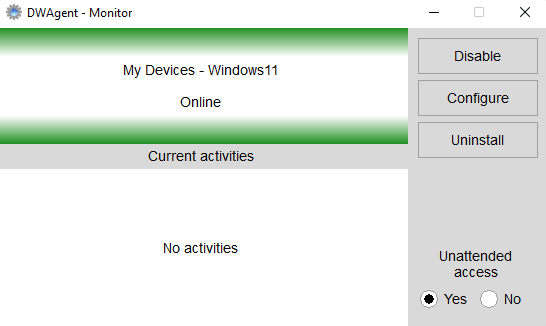 DWAgent - Monitor
My Devices - Windows11
Online
Current activities
No activities
Disable
Configure
Uninstall
Unattended
access
Yes No